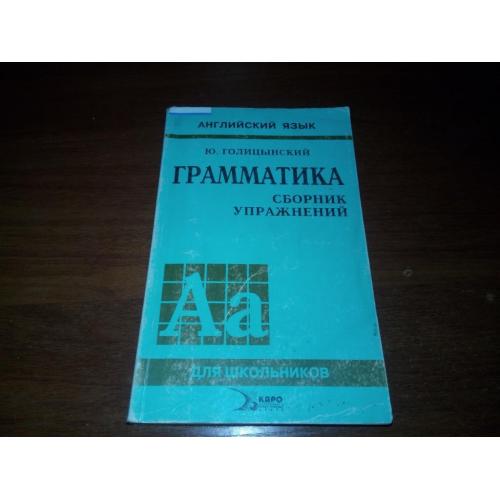 АНГЛИЙСКИЙ ЯЗЫК
Ю. ГОЛИЦЫНСКИЙ
ГРАММАТИКА
СБОРНИК
УПРАЖНЕНИЙ
Aa
ДЛЯ ШКОЛЬНИКОВ
КАРО